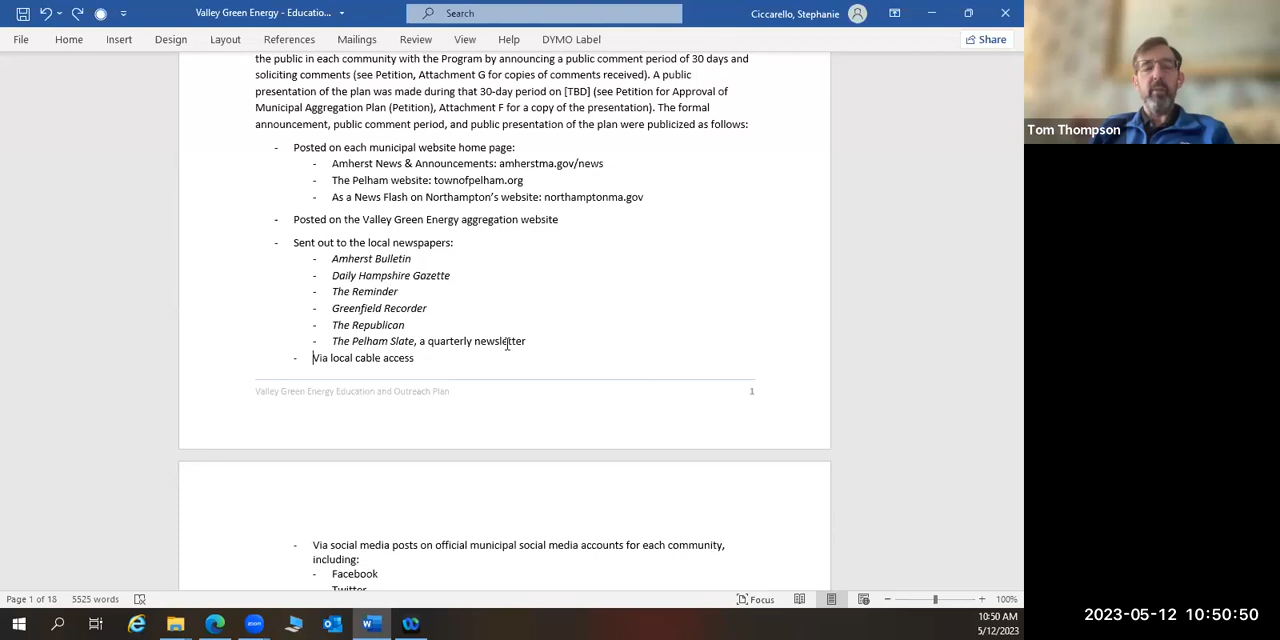 Valley Green Energy - Educatio...
Search
Ciccarello, Stephanie
File Home Insert Design Layout References Mailings Review View Help DYMO Label
Share
the public in each community with the Program by announcing a public comment period of 30 days and
soliciting comments (see Petition, Attachment G for copies of comments received). A public
presentation of the plan was made during that 30-day period on [TBD] (see Petition for Approval of
Municipal Aggregation Plan (Petition), Attachment F for a copy of the presentation). The formal
announcement, public comment period, and public presentation of the plan were publicized as follows:
- Posted on each municipal website home page:
- Amherst News & Announcements: amherstma.gov/news
- The Pelham website: townofpelham.org
- As a News Flash on Northampton's website: northamptonma.gov
- Posted on the Valley Green Energy aggregation website
- Sent out to the local newspapers:
- Amherst Bulletin
- Daily Hampshire Gazette
- The Reminder
- Greenfield Recorder
- The Republican
- The Pelham Slate, a quarterly newsletter
- Via local cable access
Valley Green Energy Education and Outreach Plan 1
- Via social media posts on official municipal social media accounts for each community,
including:
- Facebook
Twitter
Page 1 of 18 5525 words
Focus
100%
zoom
10:50 AM
5/12/2023
Tom Thompson
2023-05-12 10:50:50